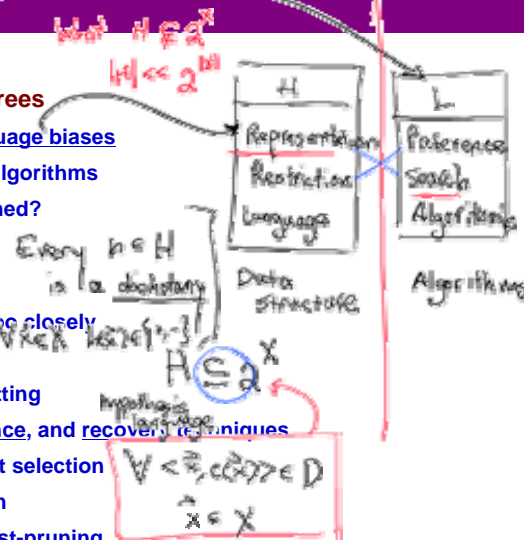 What H ⊊ 2^X
|H| << 2^|X|
rees
H
L
uage biases
Representation
Preference
lgorithms
Restriction
Search
ned?
Language
Algorithms
Every h ∈ H
is a dichotomy
Data
structure
Algorithms
closely
H ⊆ 2^X
tting
hypothesis
language
nce, and recovery techniques
t selection
∀ <x, c(x)> ∈ D
x ∈ X
st-pruning